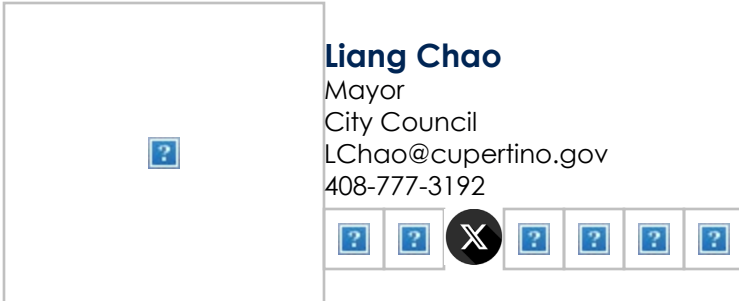 Liang Chao
Mayor
City Council
LChao@cupertino.gov
408-777-3192